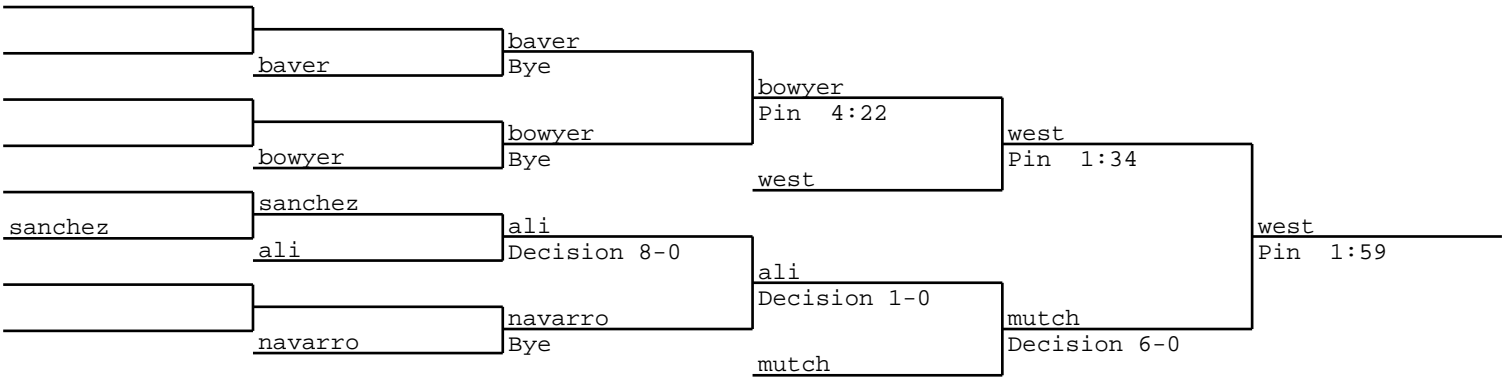 baver
baver
Bye
bowyer
Pin 4:22
bowyer
bowyer
Bye
west
Pin 1:34
west
sanchez
sanchez
ali
ali
Decision 8-0
west
Pin 1:59
ali
Decision 1-0
navarro
navarro
Bye
mutch
Decision 6-0
mutch